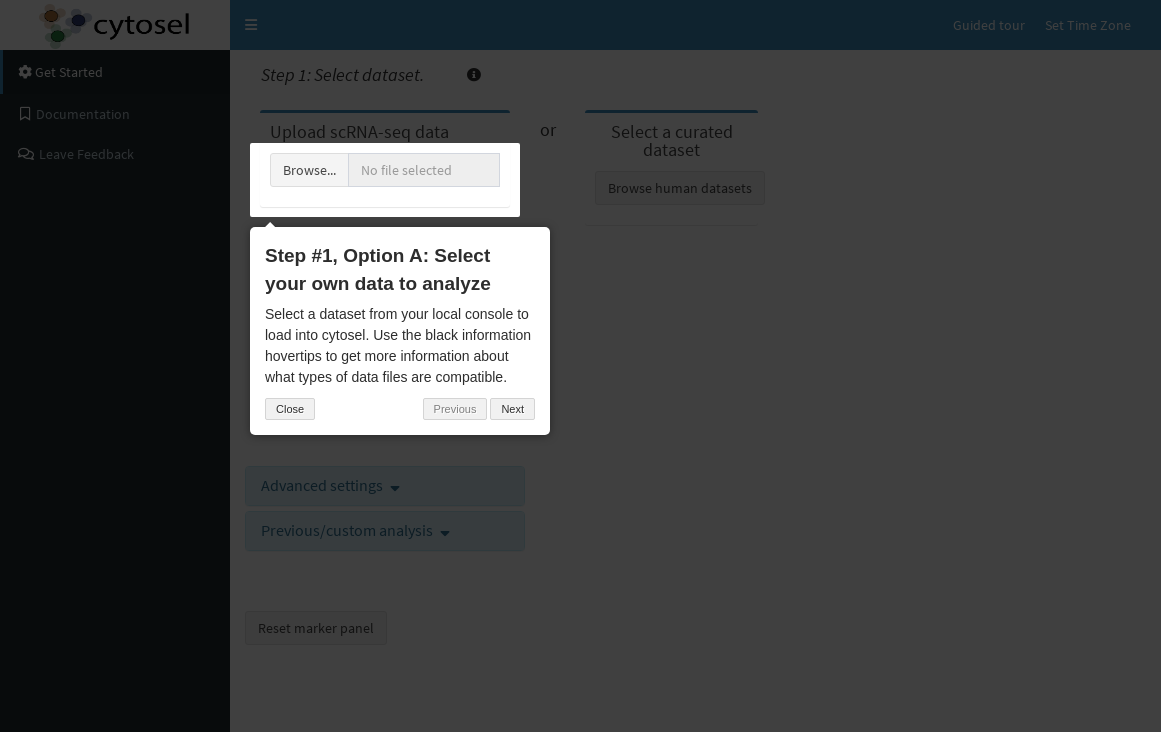 cytosel
Guided tour
Set Time Zone
Get Started
Documentation
Leave Feedback
Step 1: Select dataset.
Upload scRNA-seq data
Browse...
No file selected
or
Select a curated
dataset
Browse human datasets
Step #1, Option A: Select
your own data to analyze
Select a dataset from your local console to
load into cytosel. Use the black information
hovertips to get more information about
what types of data files are compatible.
Close
Previous
Next
Advanced settings
Previous/custom analysis
Reset marker panel